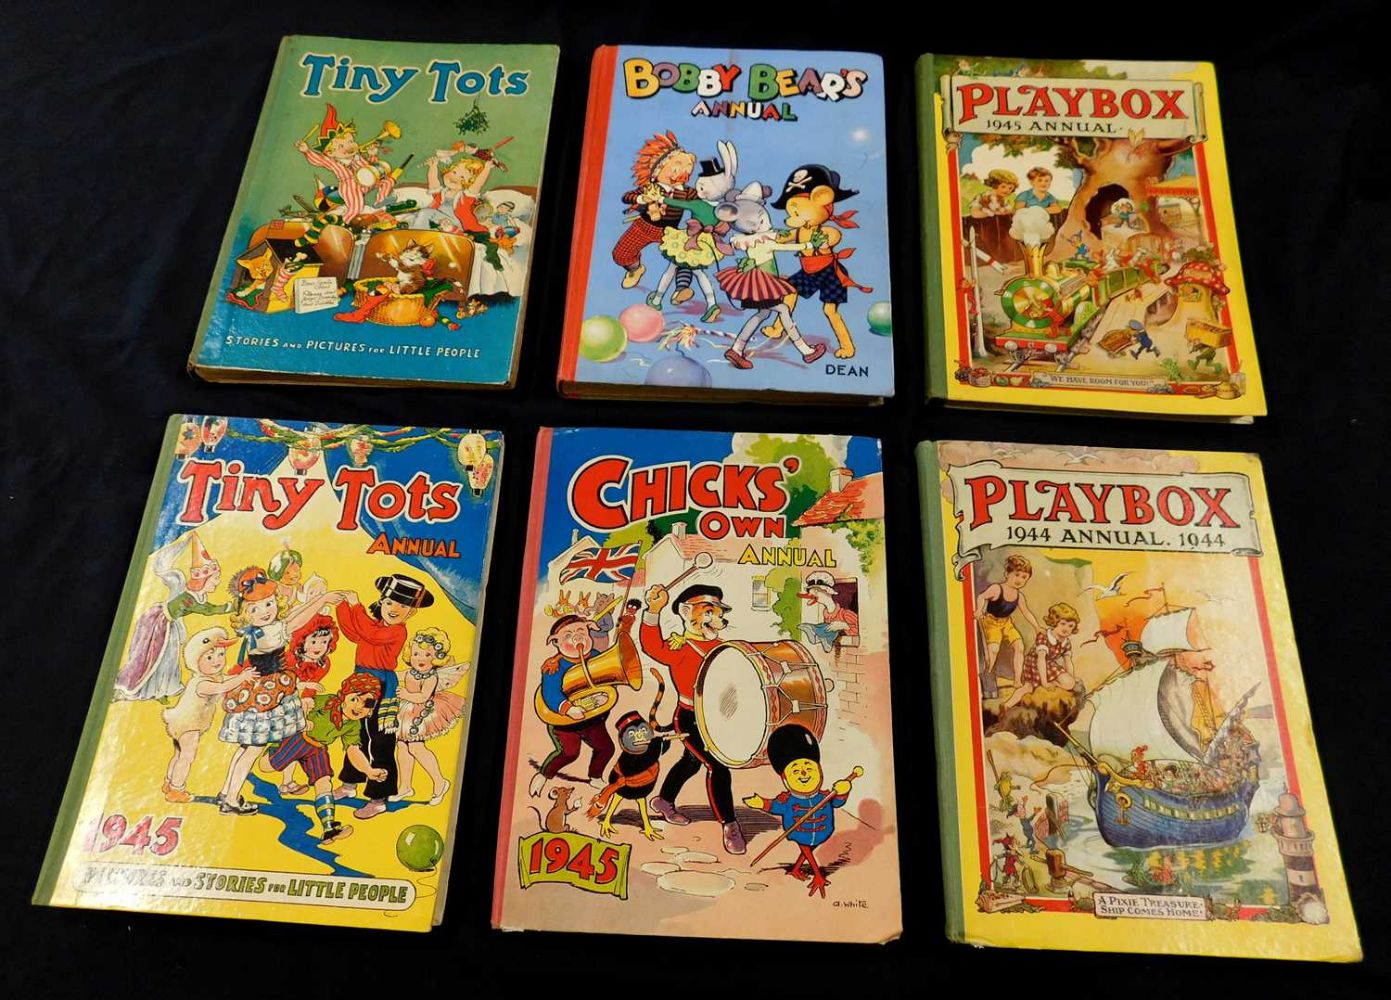 Tiny Tots
STORIES AND PICTURES FOR LITTLE PEOPLE
BOBBY BEAR'S
ANNUAL
DEAN
PLAYBOX
1945 ANNUAL.
"WE HAVE ROOM FOR YOU!"
Tiny Tots
ANNUAL
1945
PICTURES AND STORIES FOR LITTLE PEOPLE
CHICKS'
OWN
ANNUAL
1945
a. White.
PLAYBOX
1944 ANNUAL. 1944
A PIXIE TREASURE
SHIP COMES HOME!